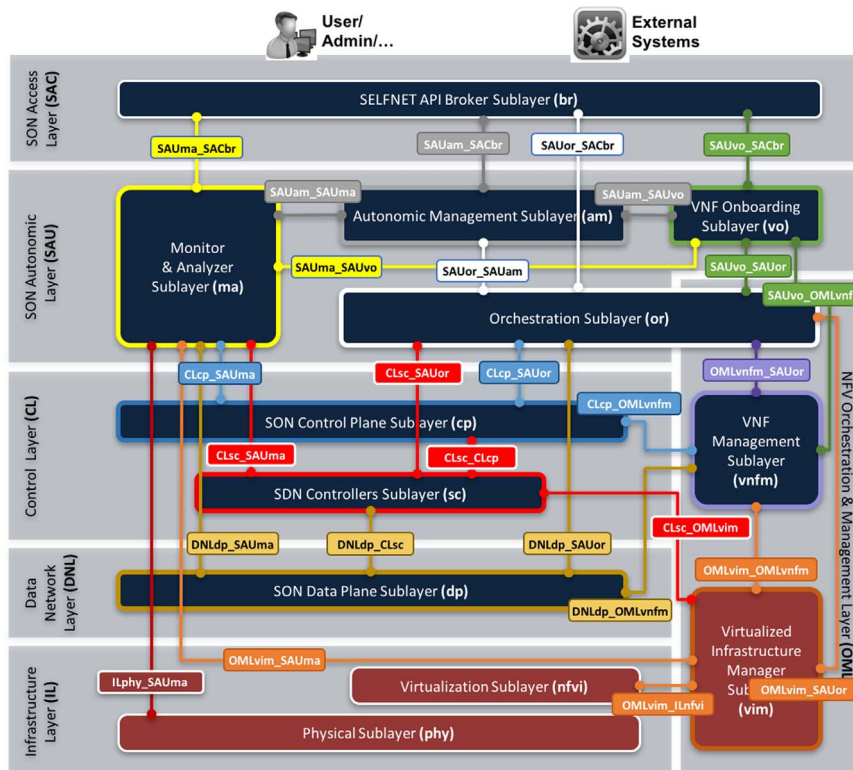 User/
Admin/...
External
Systems
SON Access
Layer (SAC)
SELFNET API Broker Sublayer (br)
SAUma_SACbr
SAUam_SACbr
SAUor_SACbr
SAUvo_SACbr
SON Autonomic
Layer (SAU)
Monitor
& Analyzer
Sublayer (ma)
SAUam_SAUma
Autonomic Management Sublayer (am)
SAUam_SAUvo
VNF Onboarding
Sublayer (vo)
SAUma_SAUvo
SAUor_SAUam
SAUvo_SAUor
SAUvo_OMLvnf
Orchestration Sublayer (or)
CLcp_SAUma
CLsc_SAUor
CLcp_SAUor
OMLvnfm_SAUor
NFV Orchestration & Management Layer (OML
Control Layer (CL)
SON Control Plane Sublayer (cp)
CLcp_OMLvnfm
VNF
Management
Sublayer
(vnfm)
CLsc_SAUma
CLsc_CLcp
SDN Controllers Sublayer (sc)
CLsc_OMLvim
DNLdp_SAUma
DNLdp_CLsc
DNLdp_SAUor
OMLvim_OMLvnfm
Data
Network
Layer (DNL)
SON Data Plane Sublayer (dp)
DNLdp_OMLvnfm
Virtualized
Infrastructure
Manager
Sub
(vim)
OMLvim_SAUma
OMLvim_SAUor
Infrastructure
Layer (IL)
ILphy_SAUma
Virtualization Sublayer (nfvi)
OMLvim_ILnfvi
Physical Sublayer (phy)